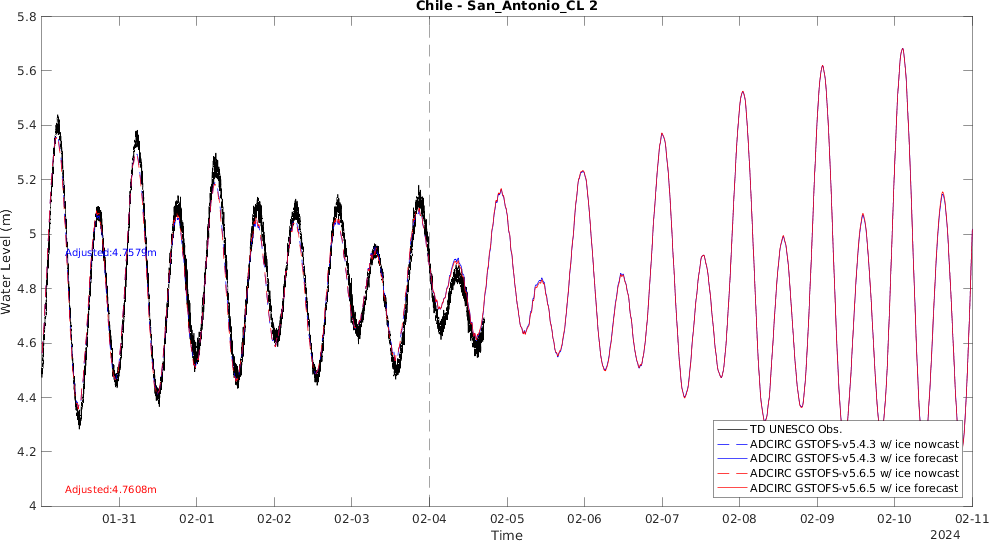 Chile - San_Antonio_CL 2
Water Level (m)
5.8
5.6
5.4
5.2
5
4.8
4.6
4.4
4.2
4
Adjusted:4.7579m
Adjusted:4.7608m
TD UNESCO Obs.
ADCIRC GSTOFS-v5.4.3 w/ ice nowcast
ADCIRC GSTOFS-v5.4.3 w/ ice forecast
ADCIRC GSTOFS-v5.6.5 w/ ice nowcast
ADCIRC GSTOFS-v5.6.5 w/ ice forecast
01-31 02-01 02-02 02-03 02-04 02-05 02-06 02-07 02-08 02-09 02-10 02-11
Time
2024